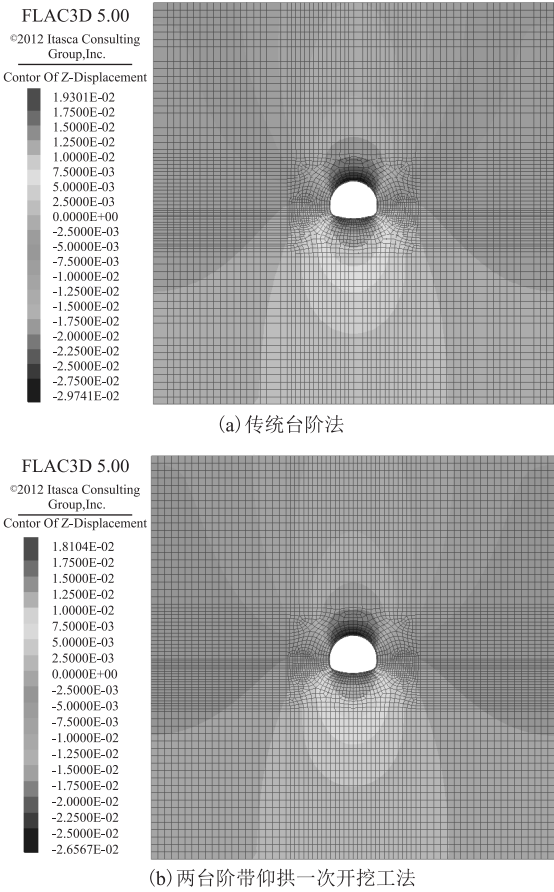 FLAC3D 5.00
©2012 Itasca Consulting
Group,Inc.
Contor Of Z-Displacement
1.9301E-02
1.7500E-02
1.5000E-02
1.2500E-02
1.0000E-02
7.5000E-03
5.0000E-03
2.5000E-03
0.0000E+00
-2.5000E-03
-5.0000E-03
-7.5000E-03
-1.0000E-02
-1.2500E-02
-1.5000E-02
-1.7500E-02
-2.0000E-02
-2.2500E-02
-2.5000E-02
-2.7500E-02
-2.9741E-02
(a)传统台阶法
FLAC3D 5.00
©2012 Itasca Consulting
Group,Inc.
Contor Of Z-Displacement
1.8104E-02
1.7500E-02
1.5000E-02
1.2500E-02
1.0000E-02
7.5000E-03
5.0000E-03
2.5000E-03
0.0000E+00
-2.5000E-03
-5.0000E-03
-7.5000E-03
-1.0000E-02
-1.2500E-02
-1.5000E-02
-1.7500E-02
-2.0000E-02
-2.2500E-02
-2.5000E-02
-2.6567E-02
(b)两台阶带仰拱一次开挖工法